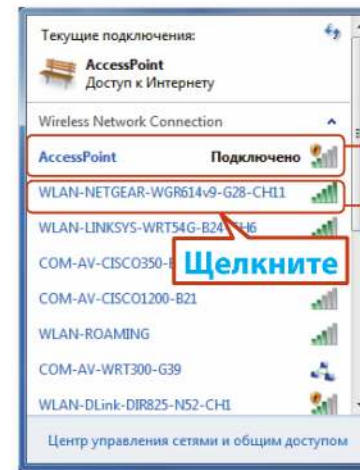 Текущие подключения:
AccessPoint
Доступ к Интернету
Wireless Network Connection
AccessPoint Подключено
WLAN-NETGEAR-WGR614v9-G28-CH11
WLAN-LINKSYS-WRT54G-B24-CH6
COM-AV-CISCO350-B
Щелкните
COM-AV-CISCO1200-B21
WLAN-ROAMING
COM-AV-WRT300-G39
WLAN-DLink-DIR825-N52-CH1
Центр управления сетями и общим доступом